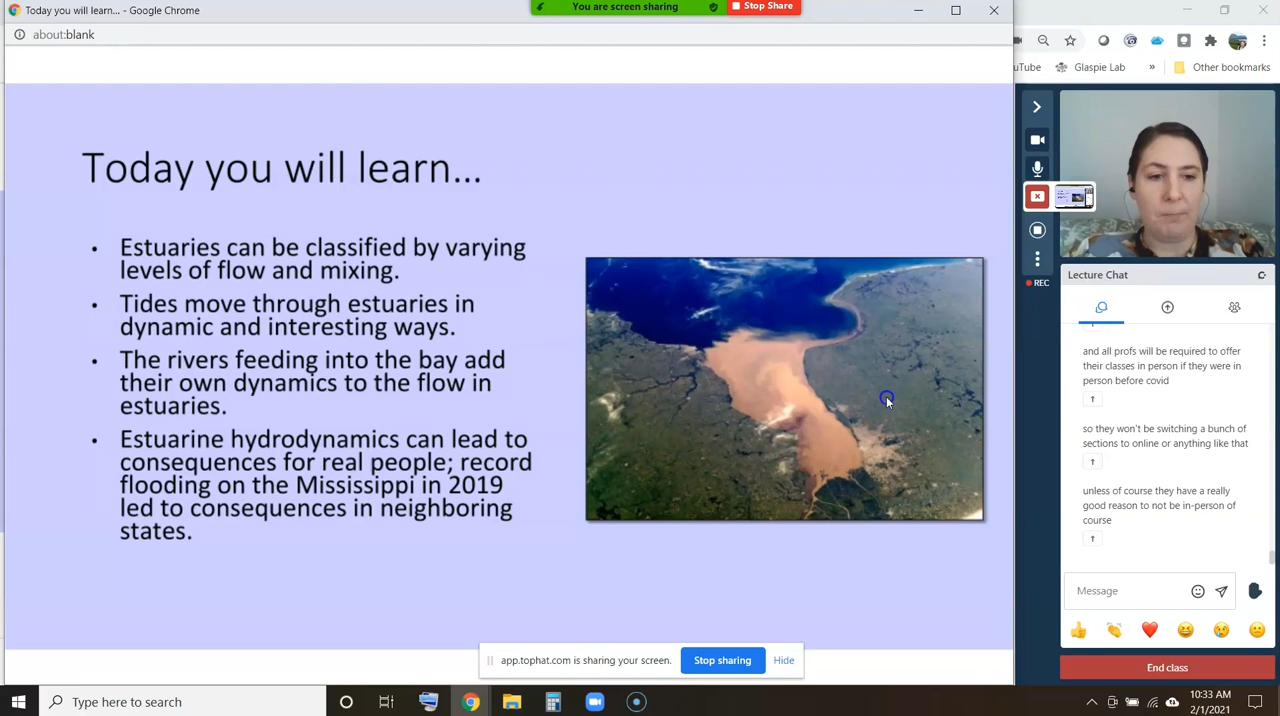 Today you will learn... - Google Chrome
You are screen sharing
Stop Share
about:blank
uTube
Glaspie Lab
»
Other bookmarks
Today you will learn...
• Estuaries can be classified by varying
levels of flow and mixing.
• Tides move through estuaries in
dynamic and interesting ways.
• The rivers feeding into the bay add
their own dynamics to the flow in
estuaries.
• Estuarine hydrodynamics can lead to
consequences for real people; record
flooding on the Mississippi in 2019
led to consequences in neighboring
states.
REC
Lecture Chat
and all profs will be required to offer
their classes in person if they were in
person before covid
so they won't be switching a bunch of
sections to online or anything like that
unless of course they have a really
good reason to not be in-person of
course
Message
End class
app.tophat.com is sharing your screen.
Stop sharing
Hide
Type here to search
10:33 AM
2/1/2021